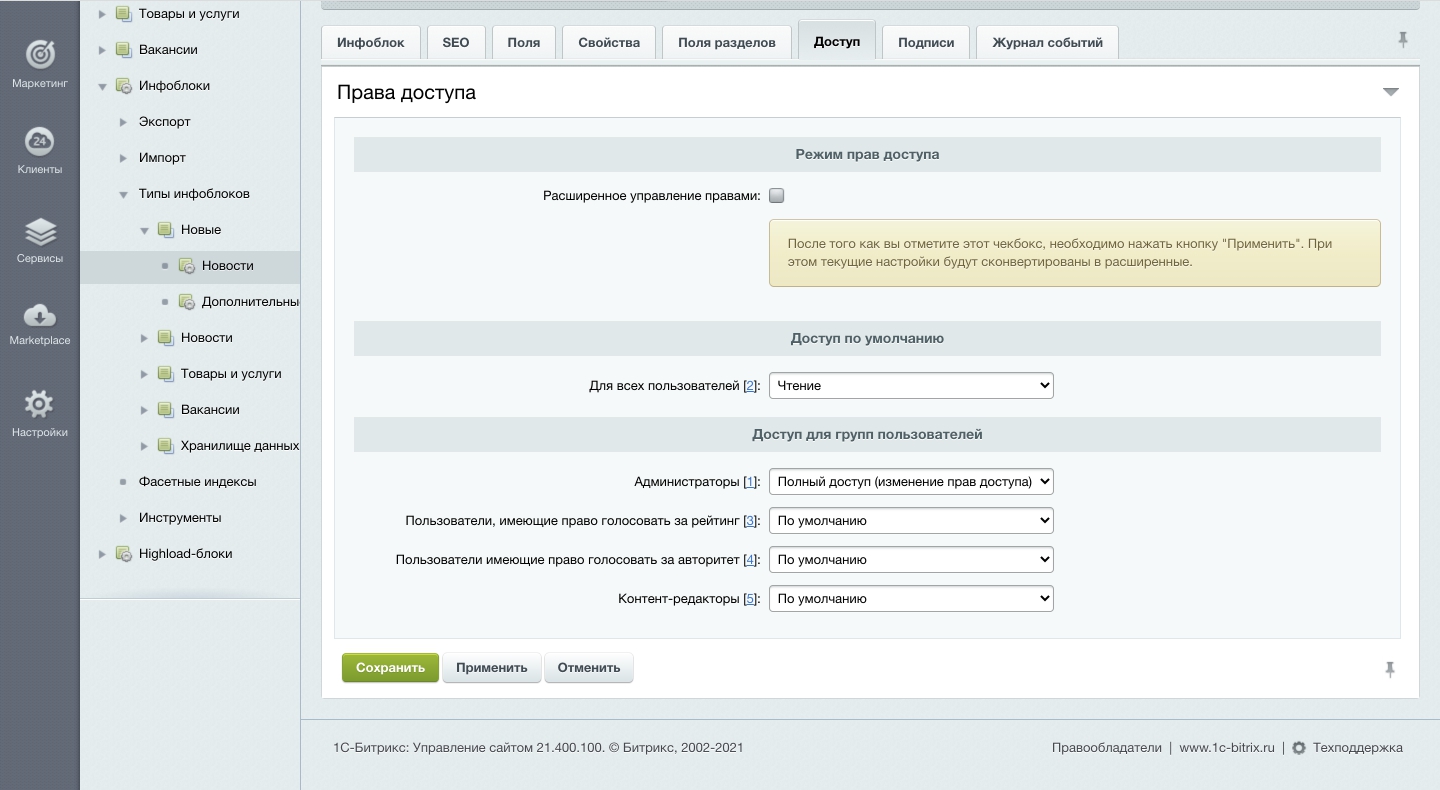 Маркетинг
Клиенты
24
Сервисы
Marketplace
Настройки
Товары и услуги
Вакансии
Инфоблоки
Экспорт
Импорт
Типы инфоблоков
Новые
Новости
Дополнительны
Новости
Товары и услуги
Вакансии
Хранилище данных
Фасетные индексы
Инструменты
Highload-блоки
Инфоблок SEO Поля Свойства Поля разделов Доступ Подписи Журнал событий
Права доступа
Режим прав доступа
Расширенное управление правами:
После того как вы отметите этот чекбокс, необходимо нажать кнопку "Применить". При
этом текущие настройки будут сконвертированы в расширенные.
Доступ по умолчанию
Для всех пользователей [2]: Чтение
Доступ для групп пользователей
Администраторы [1]: Полный доступ (изменение прав доступа)
Пользователи, имеющие право голосовать за рейтинг [3]: По умолчанию
Пользователи имеющие право голосовать за авторитет [4]: По умолчанию
Контент-редакторы [5]: По умолчанию
Сохранить Применить Отменить
1С-Битрикс: Управление сайтом 21.400.100. © Битрикс, 2002-2021
Правообладатели | www.1c-bitrix.ru | Техподдержка